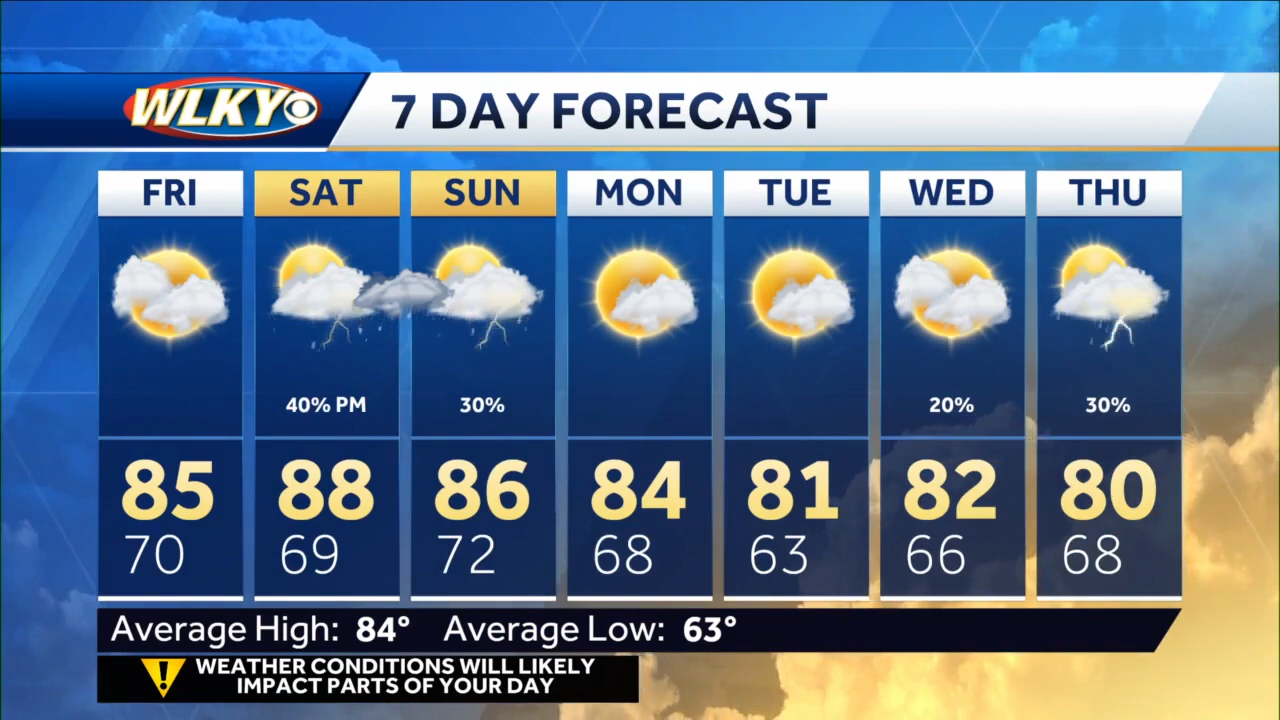 WLKY
7 DAY FORECAST
FRI SAT SUN MON TUE WED THU
40% PM 30% 20% 30%
85 88 86 84 81 82 80
70 69 72 68 63 66 68
Average High: 84° Average Low: 63°
WEATHER CONDITIONS WILL LIKELY
IMPACT PARTS OF YOUR DAY